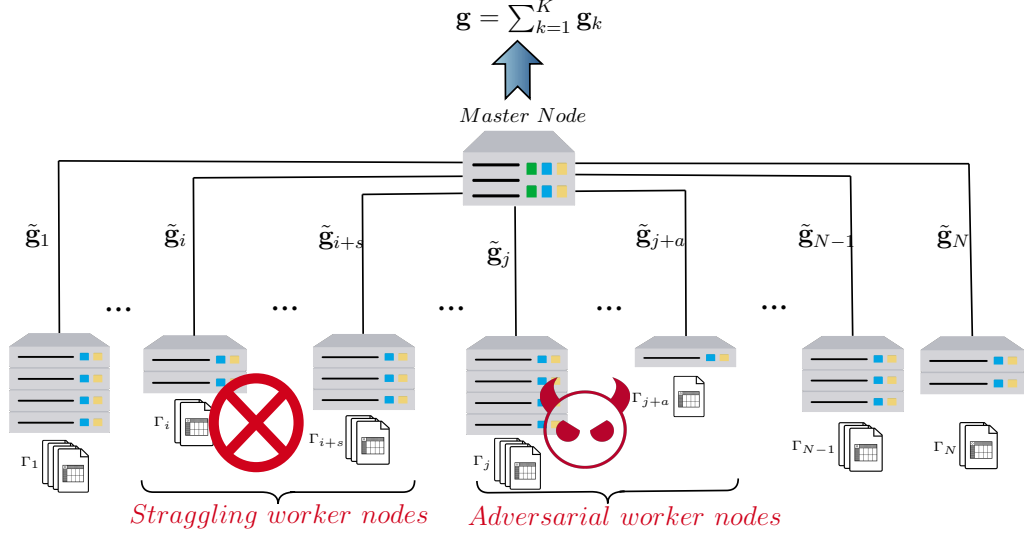 𝐠 = ∑_{k=1}^{K} 𝐠_k
Master Node
𝐠̃_1
𝐠̃_i
𝐠̃_{i+s}
𝐠̃_j
𝐠̃_{j+a}
𝐠̃_{N−1}
𝐠̃_N
... ... ... ... ...
Γ_1
Γ_i
Γ_{i+s}
Γ_j
Γ_{j+a}
Γ_{N−1}
Γ_N
Straggling worker nodes
Adversarial worker nodes